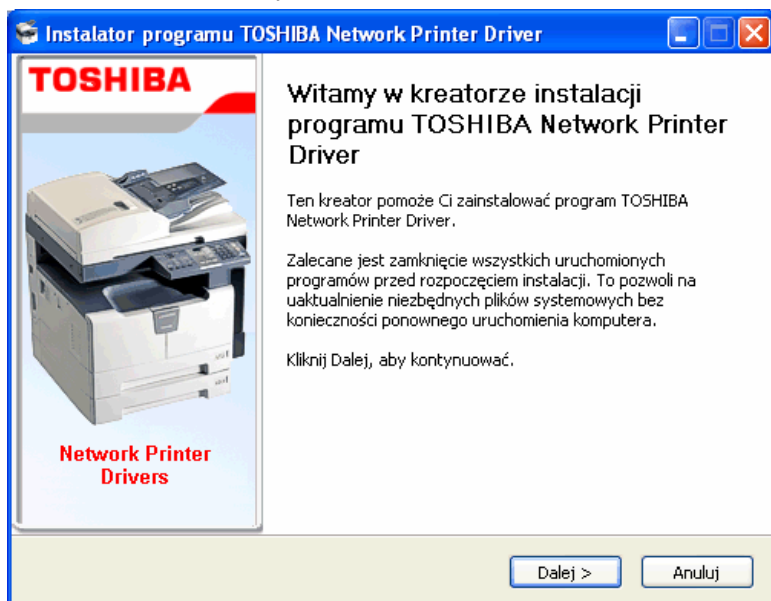 Instalator programu TOSHIBA Network Printer Driver
TOSHIBA
Network Printer
Drivers
Witamy w kreatorze instalacji
programu TOSHIBA Network Printer
Driver
Ten kreator pomoże Ci zainstalować program TOSHIBA
Network Printer Driver.
Zalecane jest zamknięcie wszystkich uruchomionych
programów przed rozpoczęciem instalacji. To pozwoli na
uaktualnienie niezbędnych plików systemowych bez
konieczności ponownego uruchomienia komputera.
Kliknij Dalej, aby kontynuować.
Dalej >
Anuluj